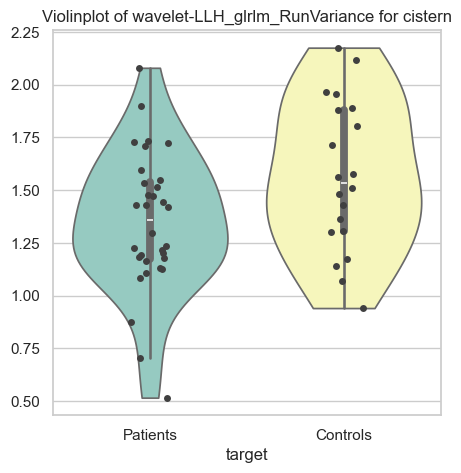 Violinplot of wavelet-LLH_glrlm_RunVariance for cistern
2.25
2.00
1.75
1.50
1.25
1.00
0.75
0.50
Patients
Controls
target